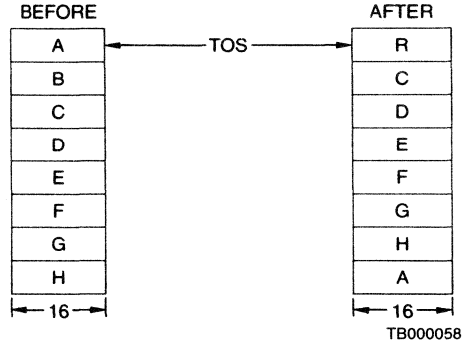 BEFORE AFTER
A TOS R
B C
C D
D E
E F
F G
G H
H A
16 16
TB000058